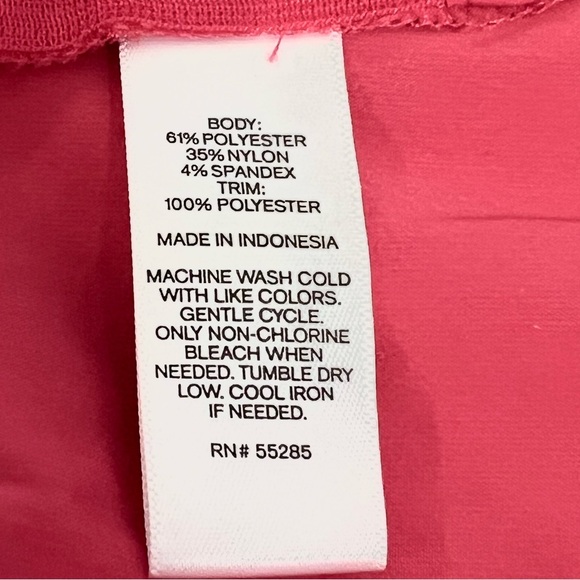 BODY:
61% POLYESTER
35% NYLON
4% SPANDEX
TRIM:
100% POLYESTER
MADE IN INDONESIA
MACHINE WASH COLD
WITH LIKE COLORS.
GENTLE CYCLE.
ONLY NON-CHLORINE
BLEACH WHEN
NEEDED. TUMBLE DRY
LOW. COOL IRON
IF NEEDED.
RN# 55285